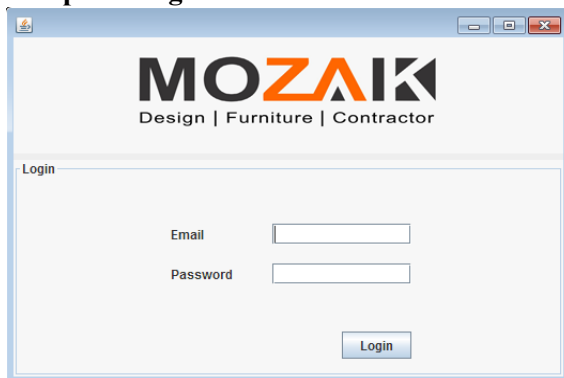 MOZAIK
Design | Furniture | Contractor
Login
Email
Password
Login